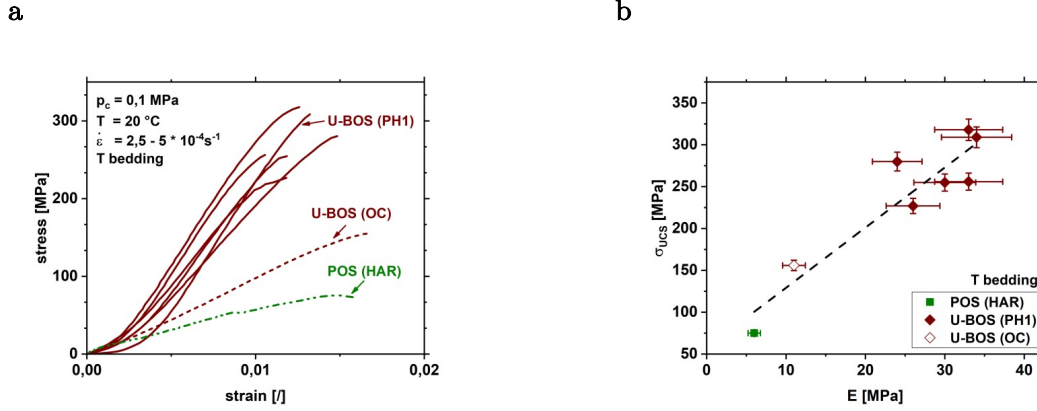 a
b
p_c = 0,1 MPa
T = 20 °C
ε̇ = 2,5 - 5 * 10^-4 s^-1
T bedding
U-BOS (PH1)
U-BOS (OC)
POS (HAR)
300
200
100
0
stress [MPa]
0,00
0,01
0,02
strain [/]
350
300
250
200
150
100
50
σ_UCS [MPa]
T bedding
POS (HAR)
U-BOS (PH1)
U-BOS (OC)
0
10
20
30
40
E [MPa]